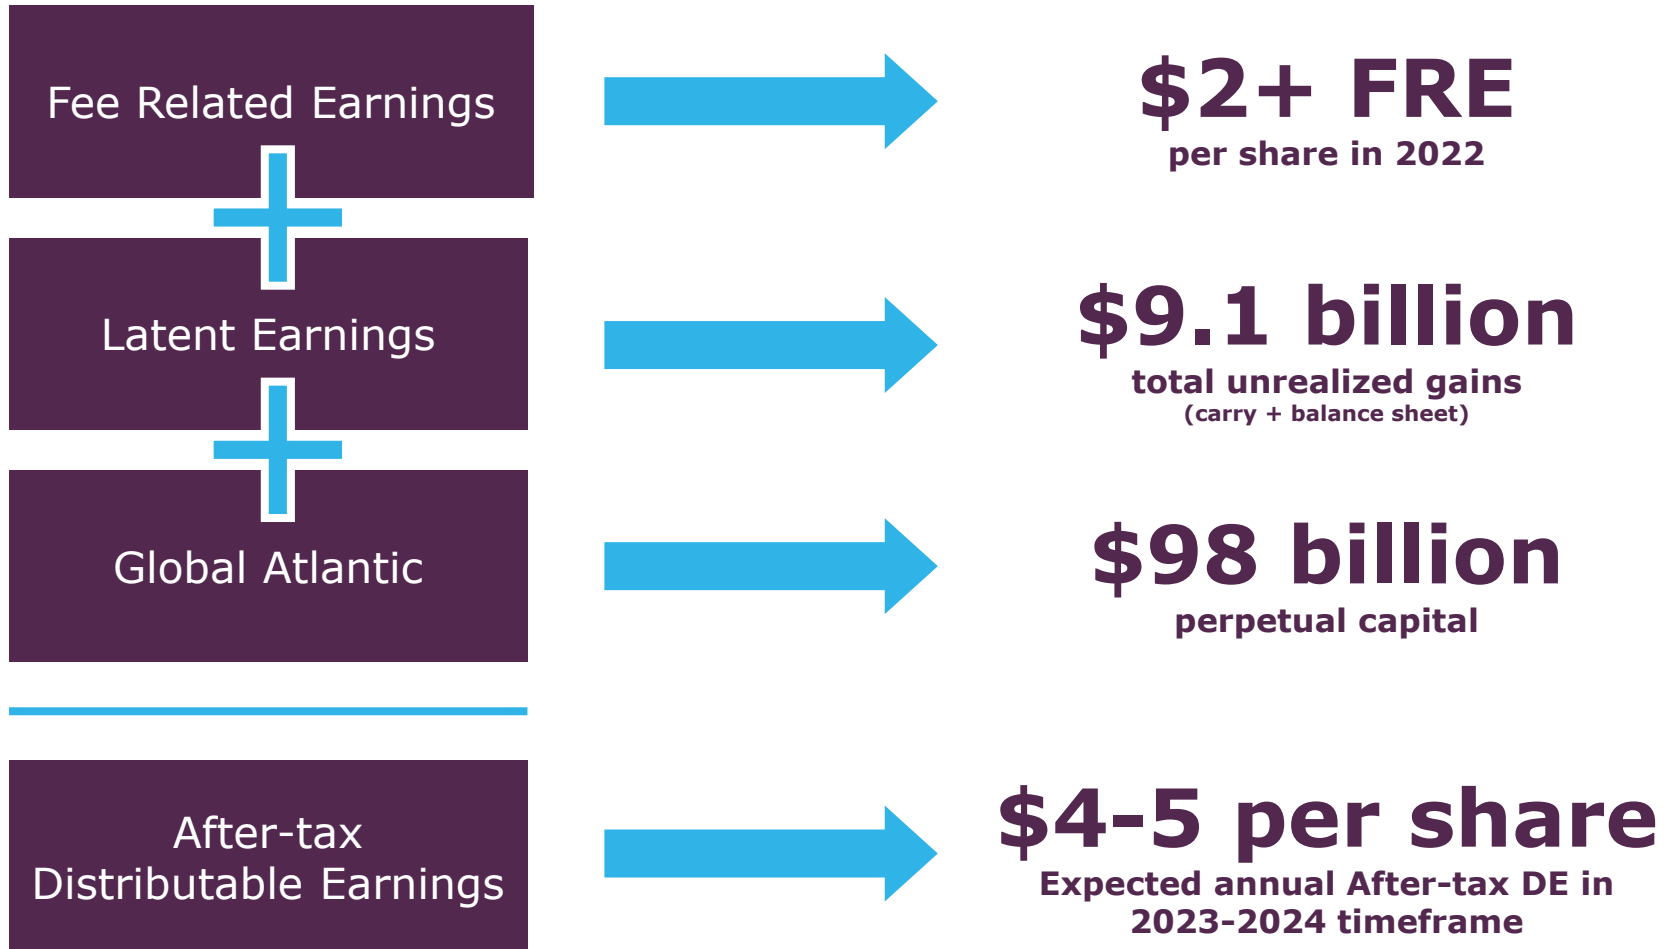 Fee Related Earnings
$2+ FRE
per share in 2022
Latent Earnings
$9.1 billion
total unrealized gains
(carry + balance sheet)
Global Atlantic
$98 billion
perpetual capital
After-tax
Distributable Earnings
$4-5 per share
Expected annual After-tax DE in
2023-2024 timeframe